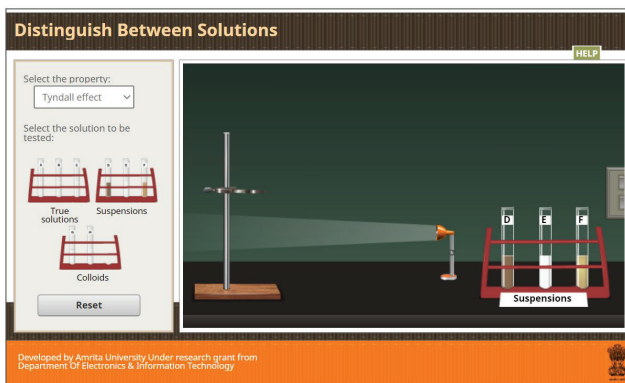 Distinguish Between Solutions
HELP
Select the property:
Tyndall effect
Select the solution to be
tested:
True
solutions
Suspensions
Colloids
Reset
D E F
Suspensions
Developed by Amrita University Under research grant from
Department Of Electronics & Information Technology